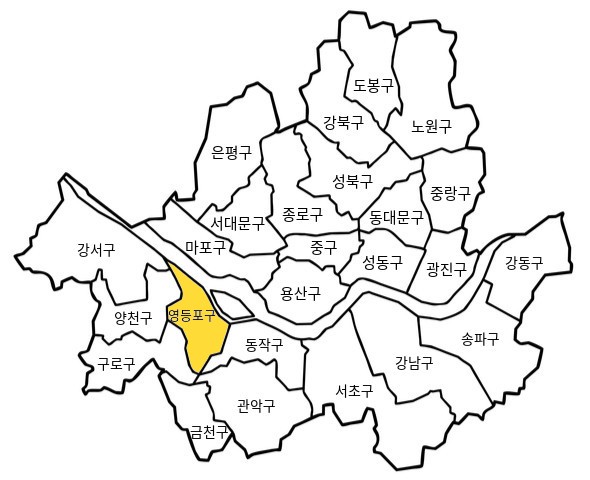 도봉구
강북구
노원구
은평구
성북구
중랑구
종로구
동대문구
서대문구
마포구
중구
강서구
성동구
광진구
강동구
용산구
양천구
영등포구
동작구
송파구
구로구
강남구
서초구
관악구
금천구